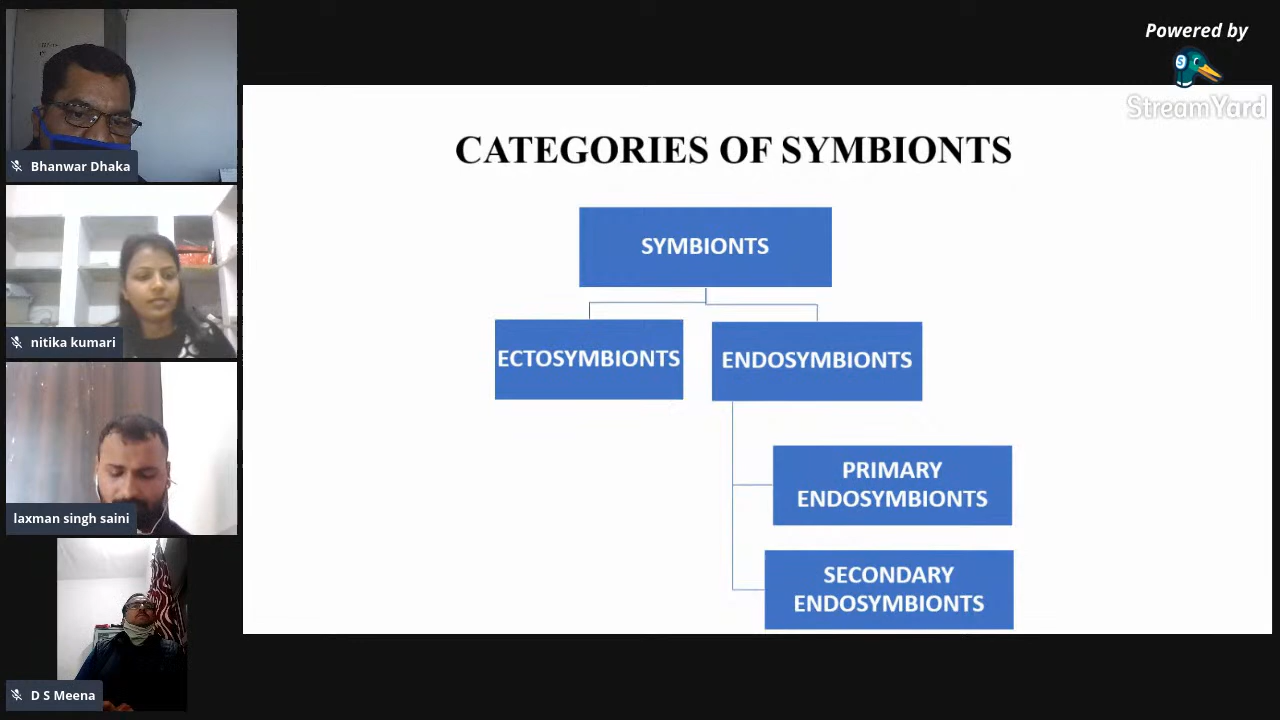 Powered by
StreamYard
CATEGORIES OF SYMBIONTS
SYMBIONTS
ECTOSYMBIONTS
ENDOSYMBIONTS
PRIMARY
ENDOSYMBIONTS
SECONDARY
ENDOSYMBIONTS
Bhanwar Dhaka
nitika kumari
laxman singh saini
D S Meena